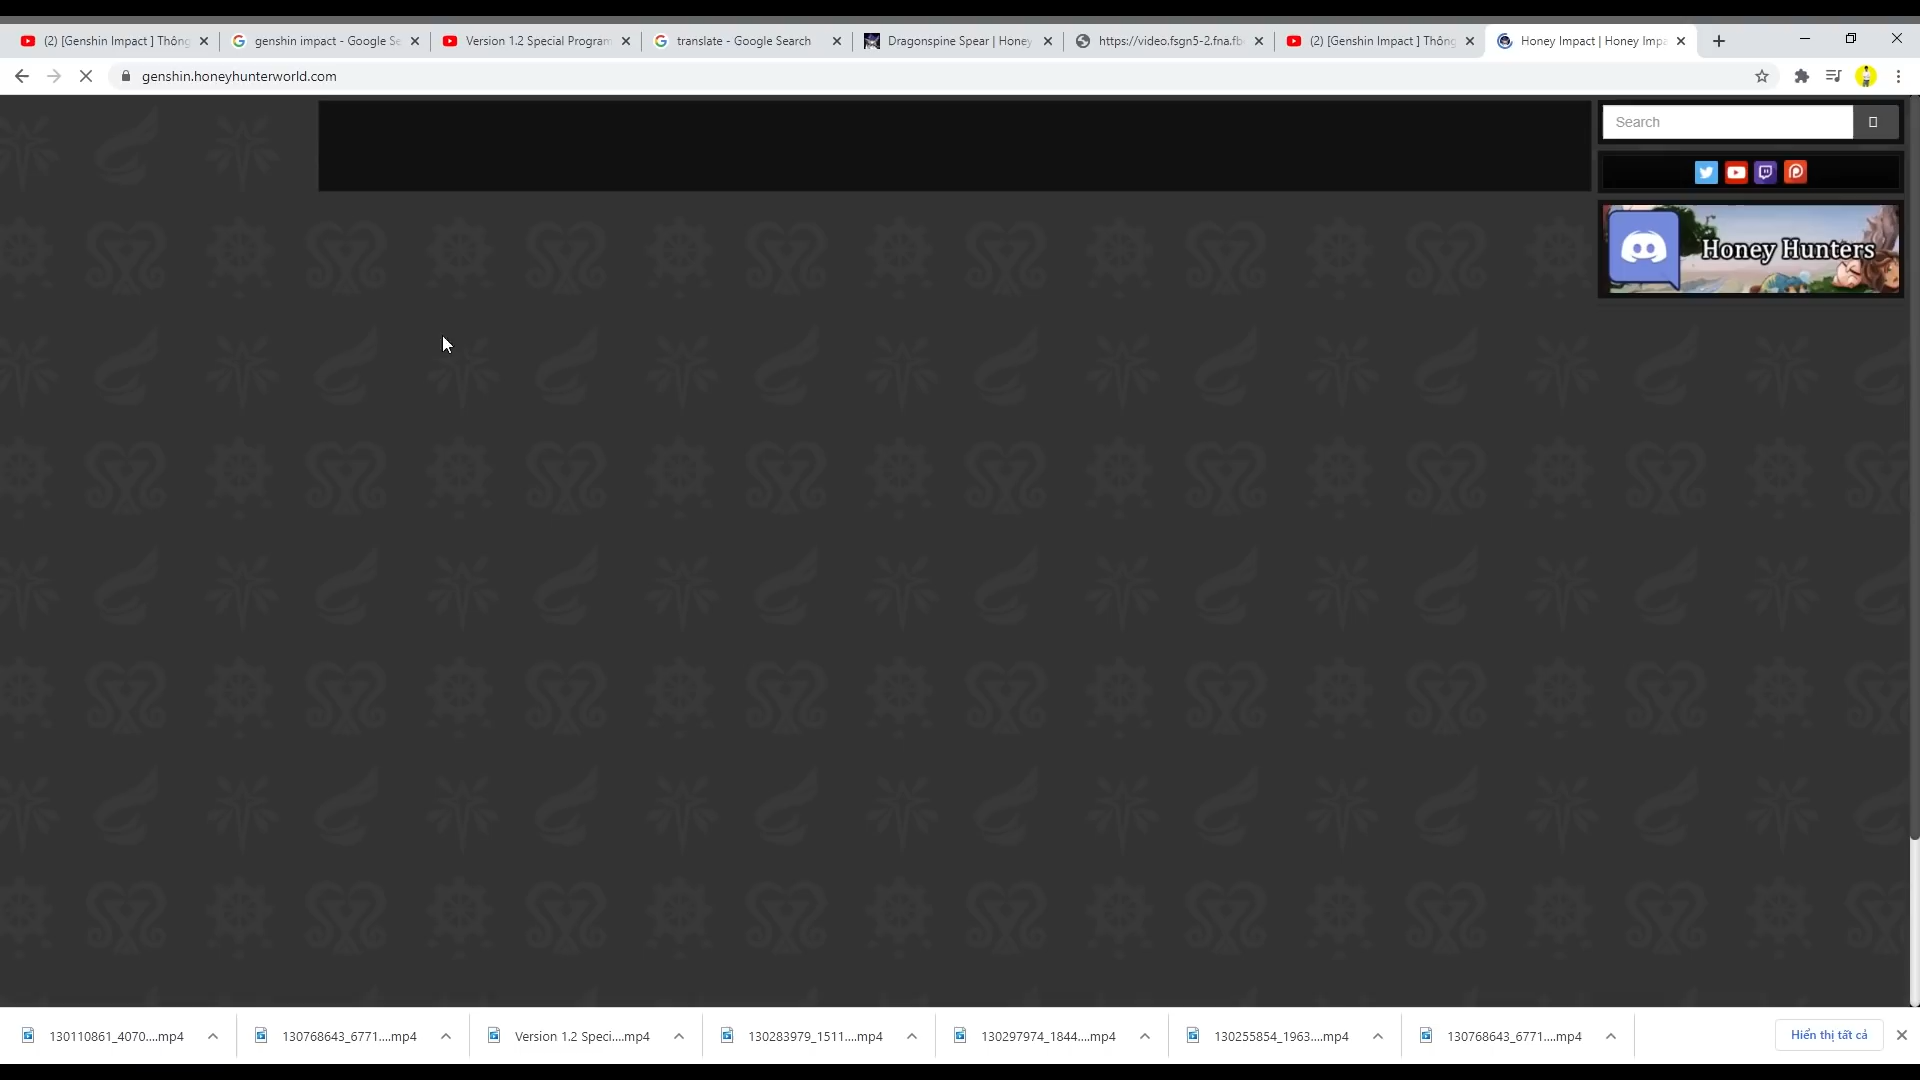 (2) [Genshin Impact ] Thông
genshin impact - Google Se
Version 1.2 Special Program
translate - Google Search
Dragonspine Spear | Honey
https://video.fsgn5-2.fna.fb
(2) [Genshin Impact ] Thông
Honey Impact | Honey Impa
genshin.honeyhunterworld.com
Search
Honey Hunters
130110861_4070....mp4
130768643_6771....mp4
Version 1.2 Speci....mp4
130283979_1511....mp4
130297974_1844....mp4
130255854_1963....mp4
130768643_6771....mp4
Hiển thị tất cả